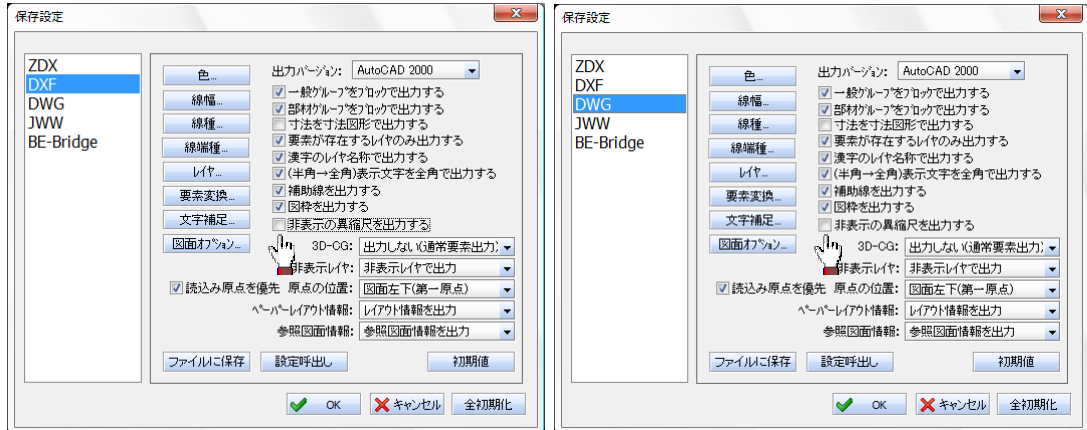 保存設定
ZDX
DXF
DWG
JWW
BE-Bridge
色...
線幅...
線種...
線端種...
レイヤ...
要素変換...
文字補足...
図面オプション...
出力バージョン: AutoCAD 2000
一般グループをブロックで出力する
部材グループをブロックで出力する
寸法を寸法図形で出力する
要素が存在するレイヤのみ出力する
漢字のレイヤ名称で出力する
(半角→全角)表示文字を全角で出力する
補助線を出力する
図枠を出力する
非表示の異縮尺を出力する
3D-CG: 出力しない(通常要素出力)
非表示レイヤ: 非表示レイヤで出力
読込み原点を優先 原点の位置: 図面左下(第一原点)
ペーパーレイアウト情報: レイアウト情報を出力
参照図面情報: 参照図面情報を出力
ファイルに保存 設定呼出し 初期値
OK キャンセル 全初期化
保存設定
ZDX
DXF
DWG
JWW
BE-Bridge
色...
線幅...
線種...
線端種...
レイヤ...
要素変換...
文字補足...
図面オプション...
出力バージョン: AutoCAD 2000
一般グループをブロックで出力する
部材グループをブロックで出力する
寸法を寸法図形で出力する
要素が存在するレイヤのみ出力する
漢字のレイヤ名称で出力する
(半角→全角)表示文字を全角で出力する
補助線を出力する
図枠を出力する
非表示の異縮尺を出力する
3D-CG: 出力しない(通常要素出力)
非表示レイヤ: 非表示レイヤで出力
読込み原点を優先 原点の位置: 図面左下(第一原点)
ペーパーレイアウト情報: レイアウト情報を出力
参照図面情報: 参照図面情報を出力
ファイルに保存 設定呼出し 初期値
OK キャンセル 全初期化